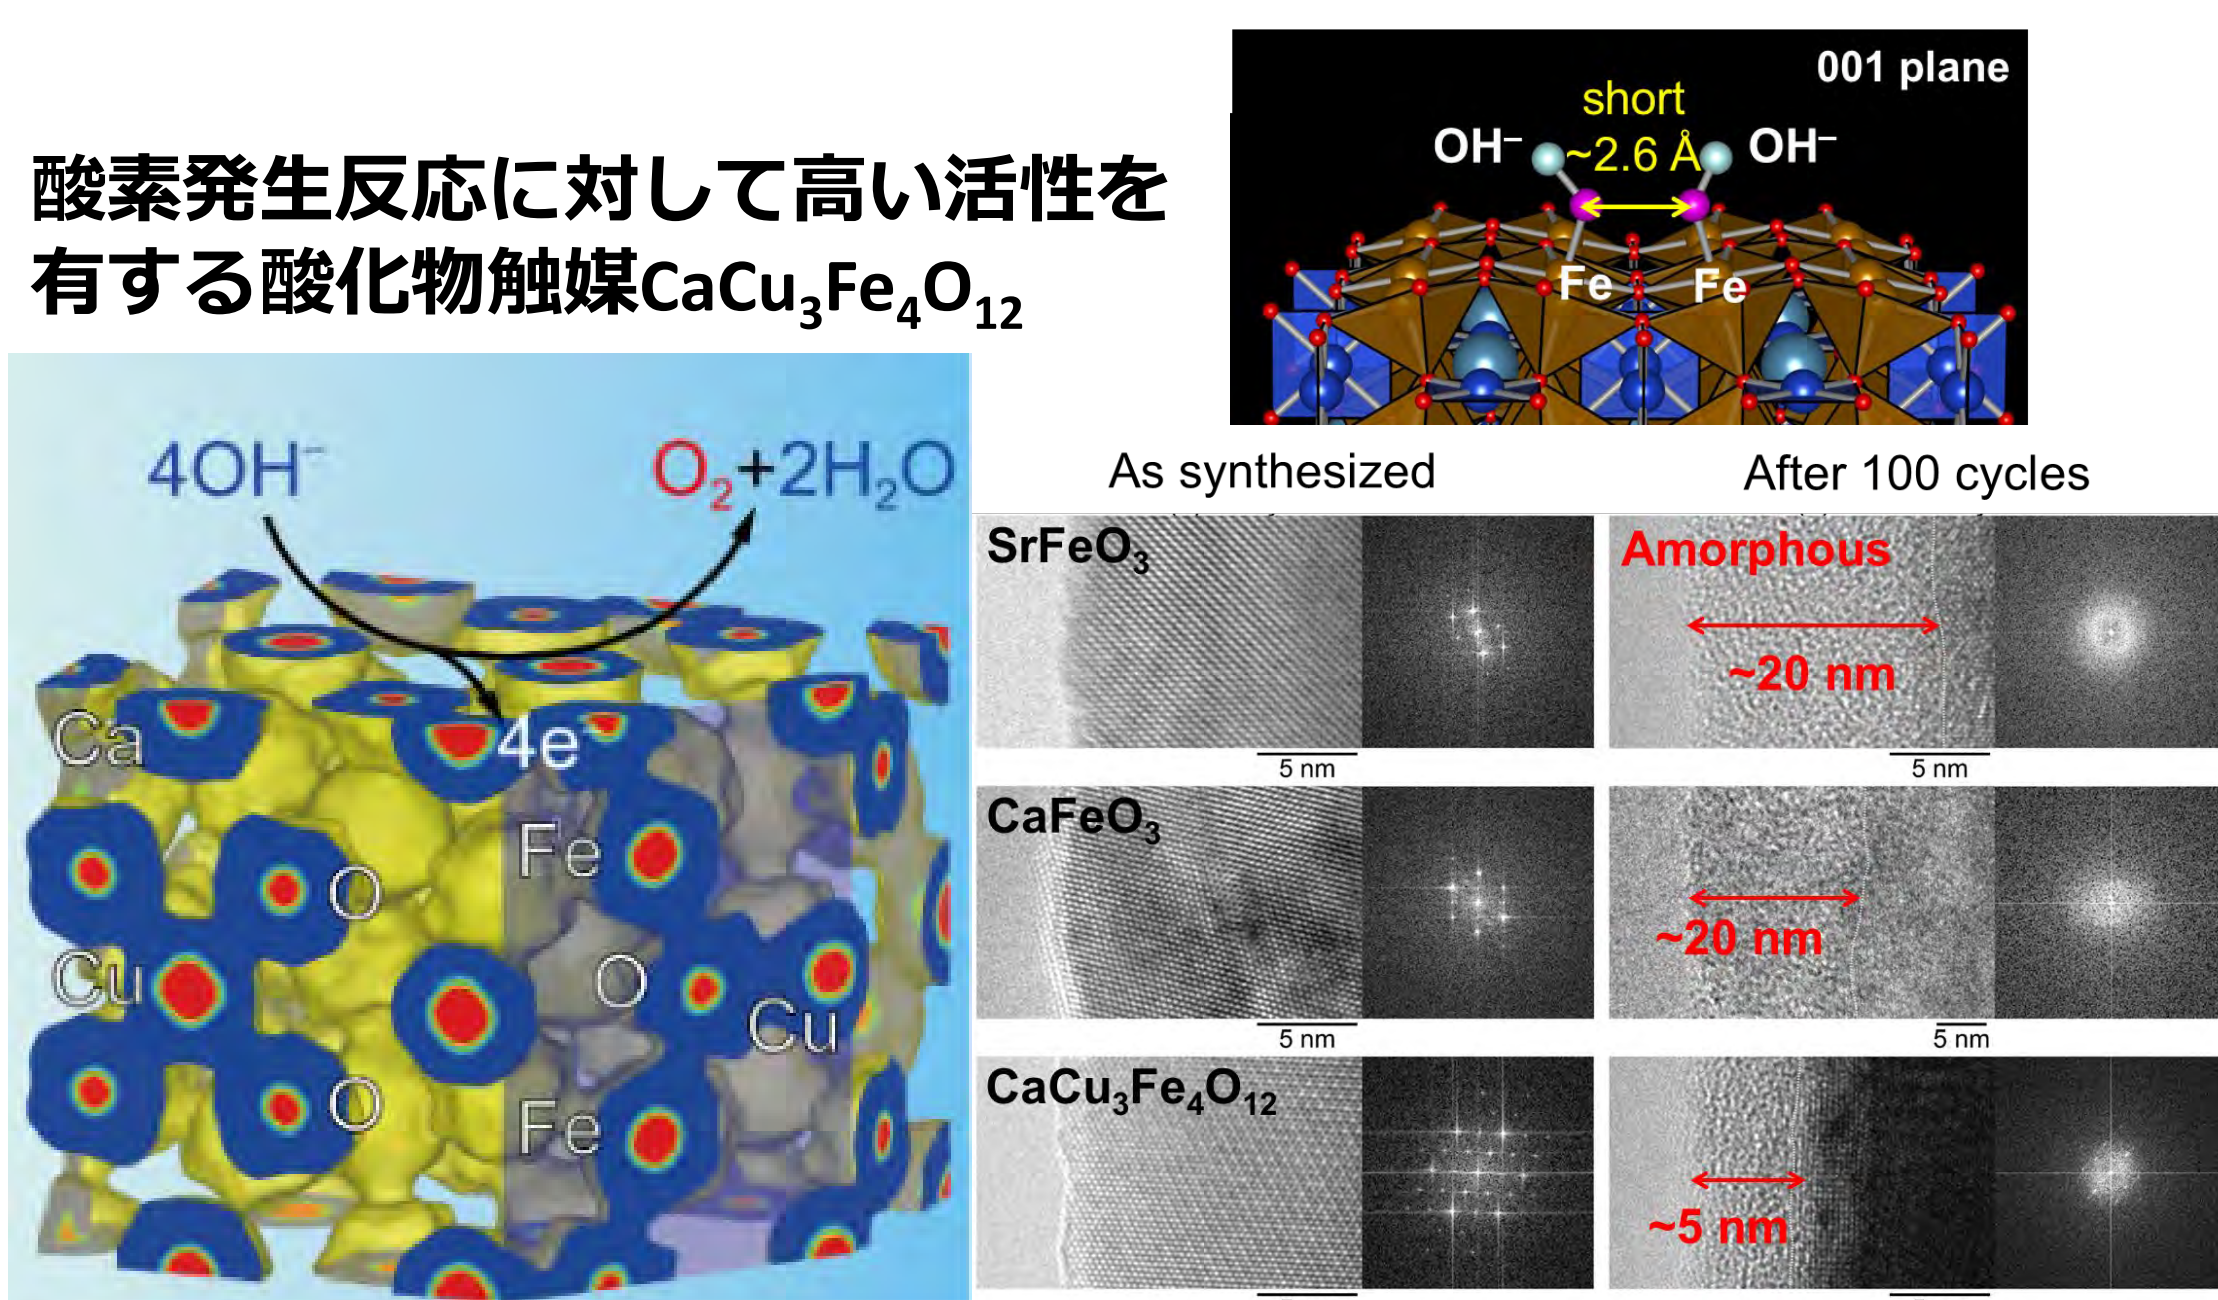 酸素発生反応に対して高い活性を
有する酸化物触媒CaCu₃Fe₄O₁₂
001 plane
short
OH⁻ ~2.6 Å OH⁻
Fe Fe
4OH⁻ O₂+2H₂O
Ca
4e⁻
Fe
O
Cu
O
Cu
O
Fe
As synthesized After 100 cycles
SrFeO₃
Amorphous
~20 nm
5 nm
5 nm
CaFeO₃
~20 nm
5 nm
5 nm
CaCu₃Fe₄O₁₂
~5 nm